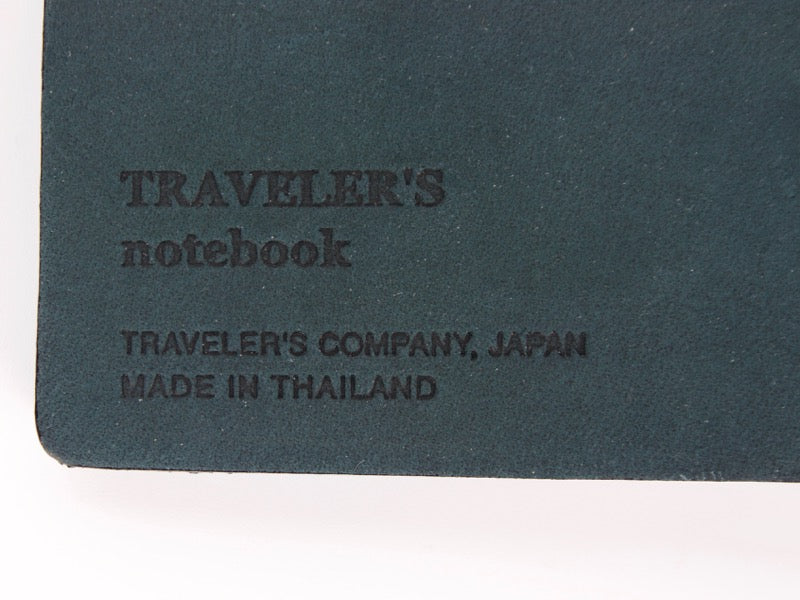 TRAVELER'S
notebook
TRAVELER'S COMPANY, JAPAN
MADE IN THAILAND